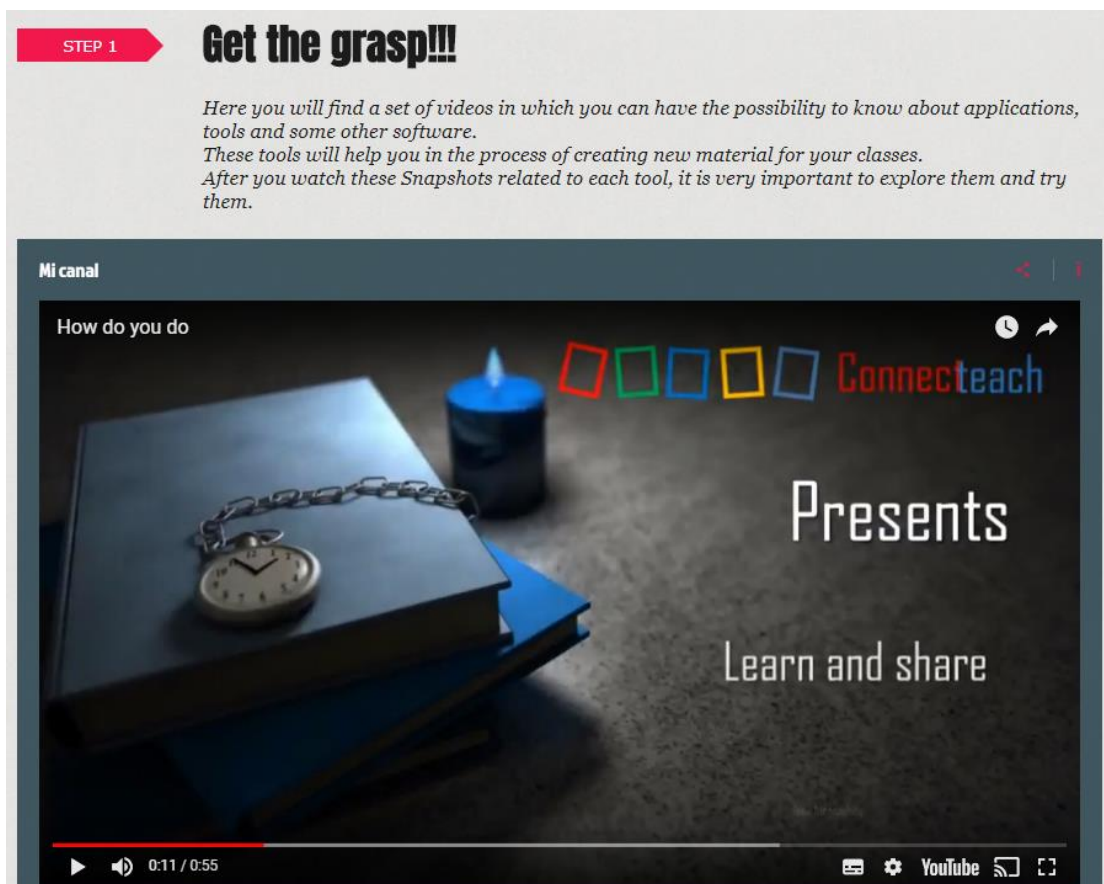 STEP 1
Get the grasp!!!
Here you will find a set of videos in which you can have the possibility to know about applications,
tools and some other software.
These tools will help you in the process of creating new material for your classes.
After you watch these Snapshots related to each tool, it is very important to explore them and try
them.
Mi canal
How do you do
Connecteach
Presents
Learn and share
0:11 / 0:55
YouTube